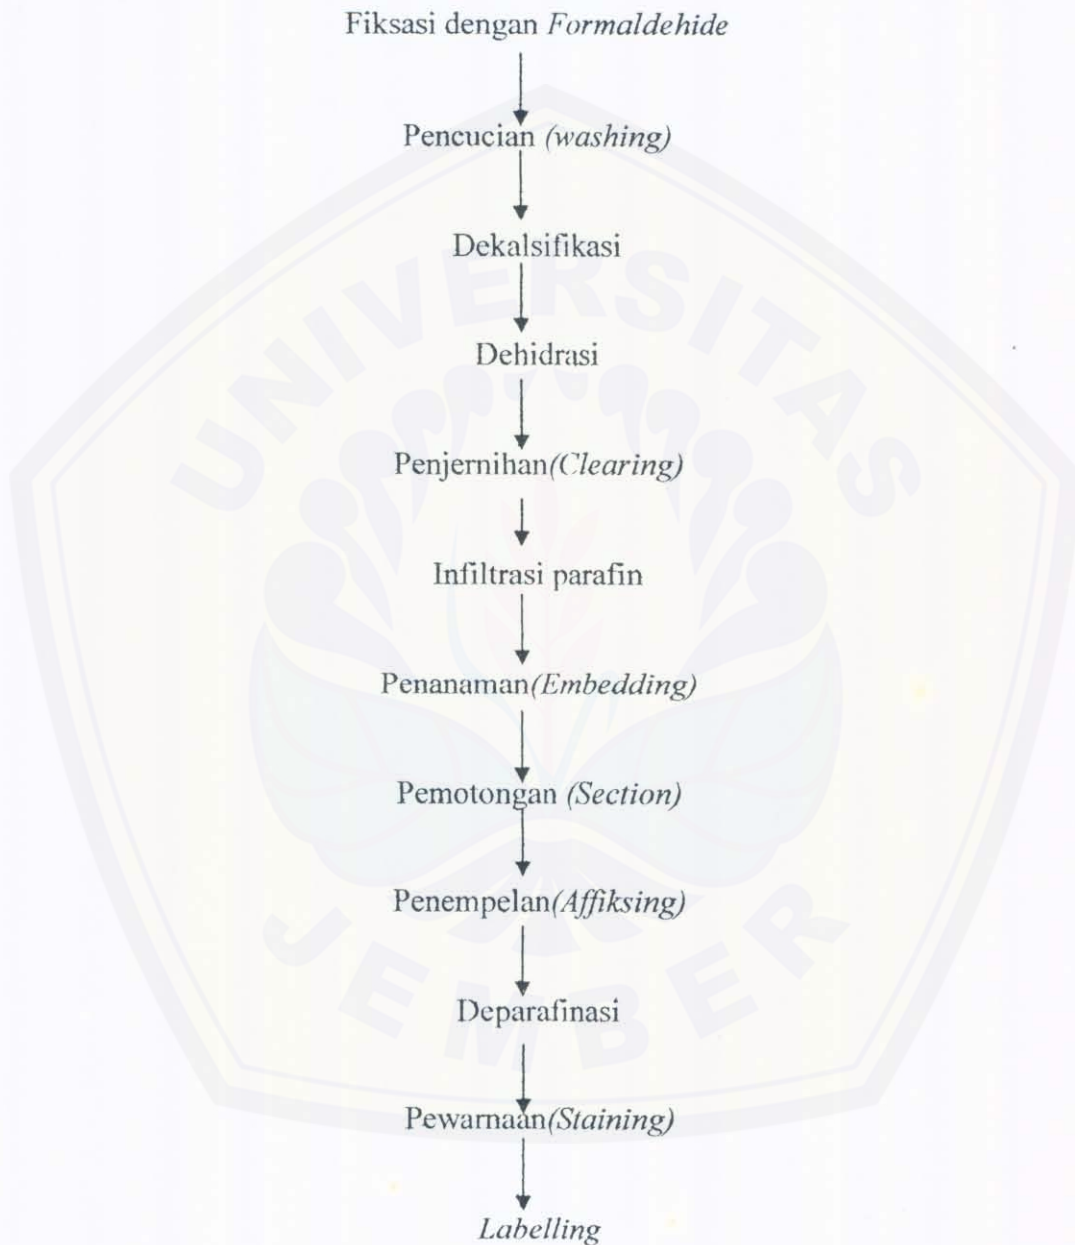 Fiksasi dengan Formaldehide
Pencucian (washing)
Dekalsifikasi
Dehidrasi
Penjernihan(Clearing)
Infiltrasi parafin
Penanaman(Embedding)
Pemotongan (Section)
Penempelan(Affiksing)
Deparafinasi
Pewarnaan(Staining)
Labelling
UNIVERSITAS
JEMBER